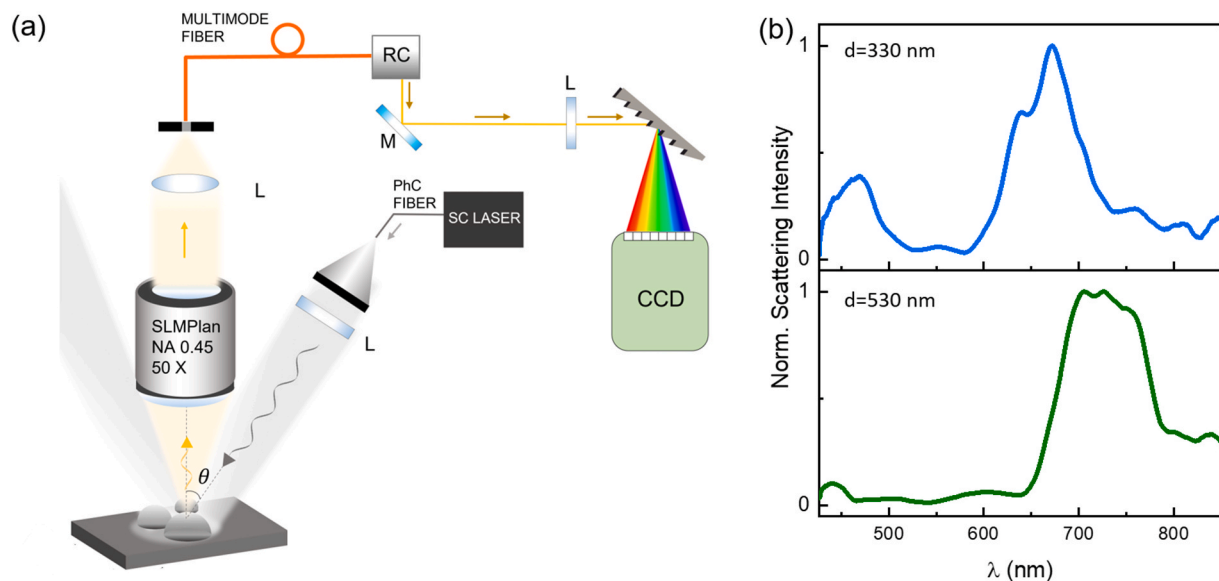 (a)
MULTIMODE
FIBER
RC
L
M
L
PhC
FIBER
SC LASER
SLMPlan
NA 0.45
50 X
L
CCD
θ
(b)
d=330 nm
1
0
d=530 nm
1
0
Norm. Scattering Intensity
500 600 700 800
λ (nm)